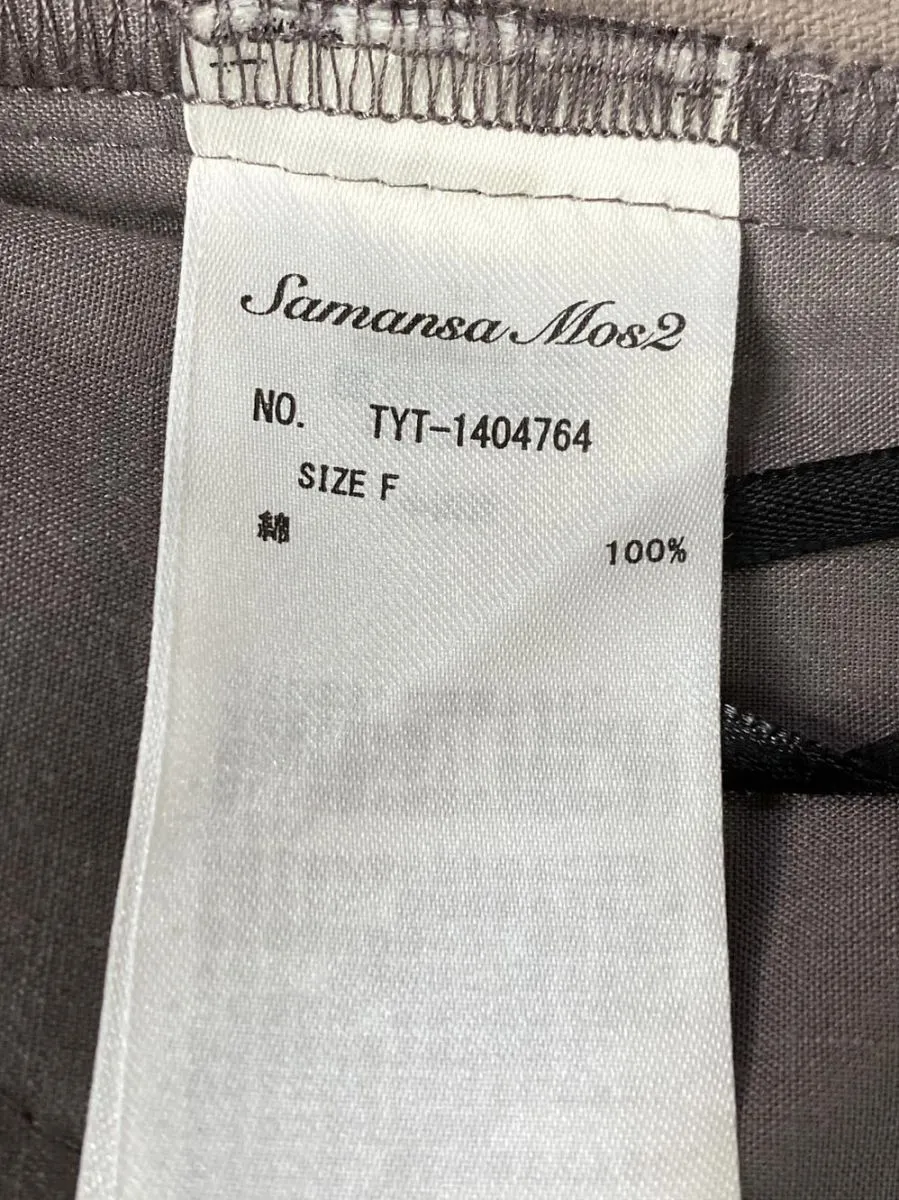 Samansa Mos2
NO. TYT-1404764
SIZE F
綿 100%